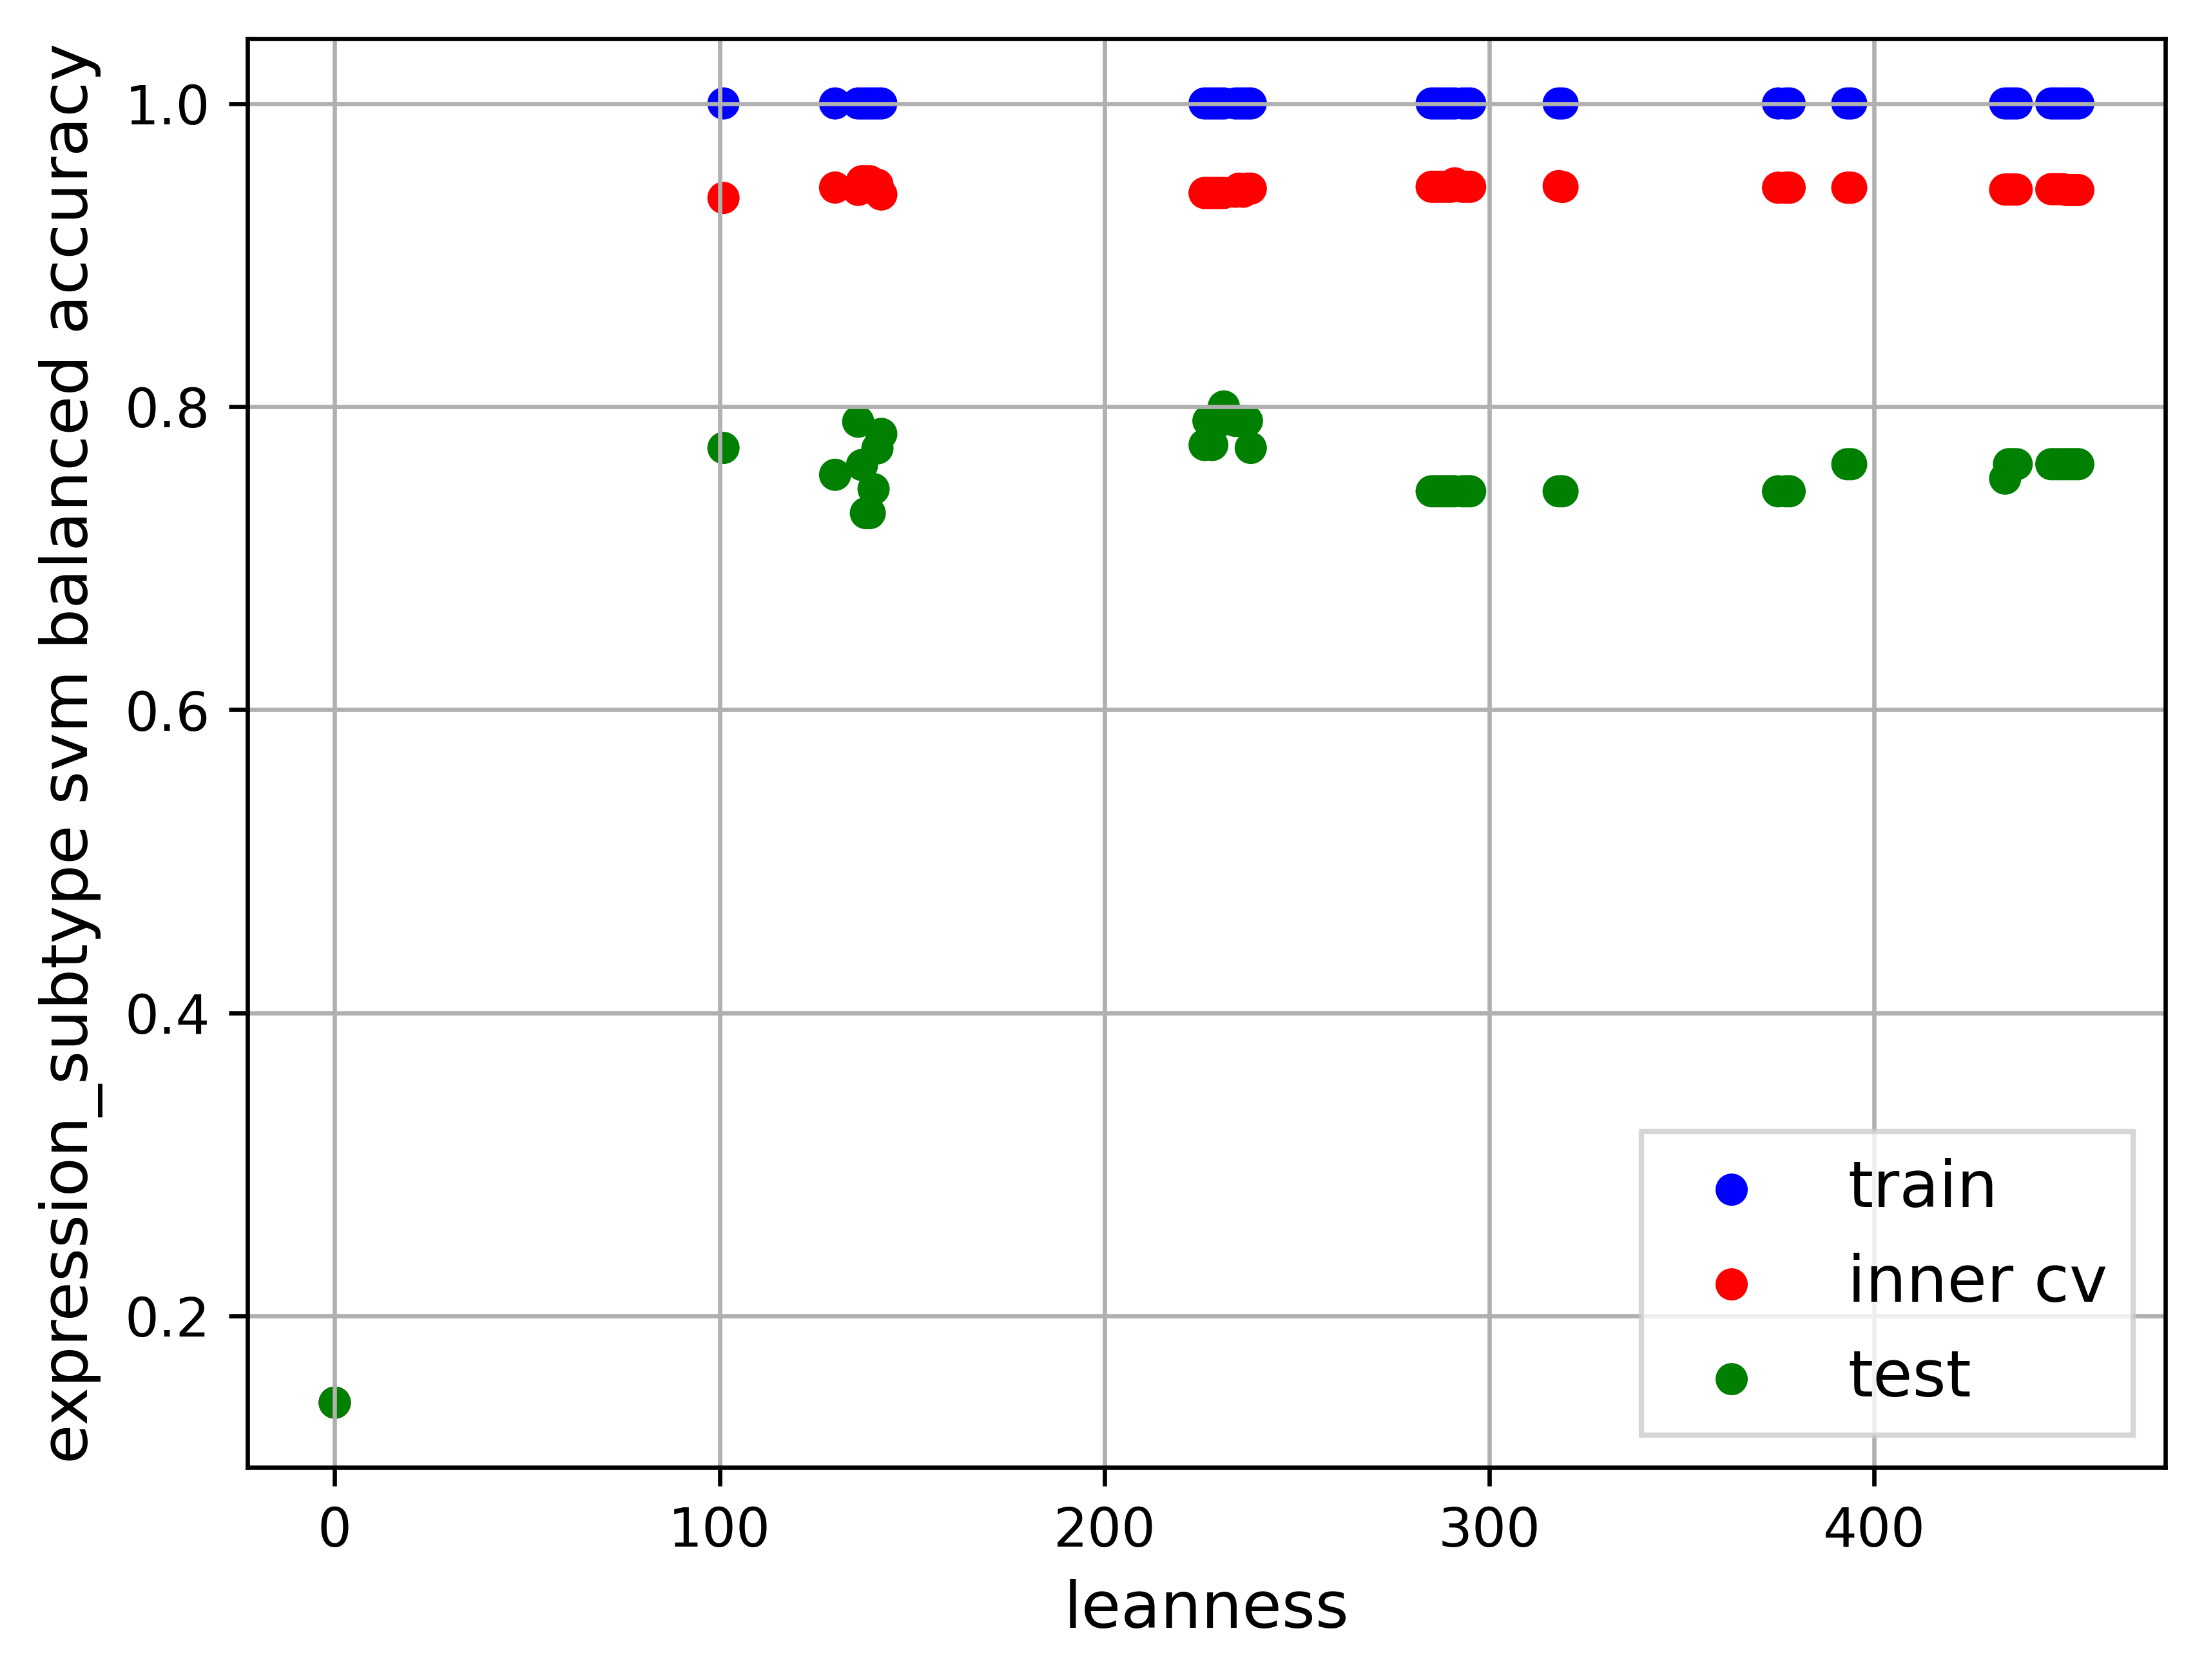 expression_subtype svm balanced accuracy
1.0
0.8
0.6
0.4
0.2
0 100 200 300 400
leanness
train
inner cv
test